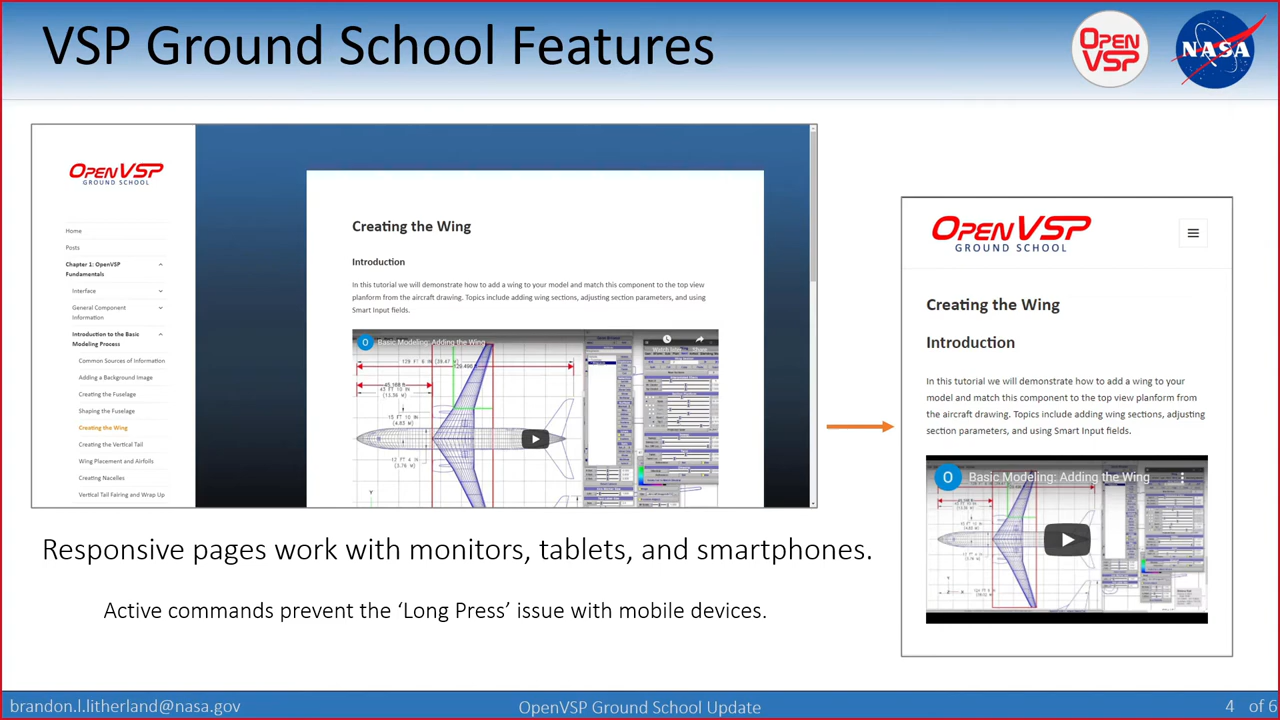 VSP Ground School Features
OPEN
VSP
NASA
OPENVSP
GROUND SCHOOL
Home
Posts
Chapter 1: OpenVSP
Fundamentals
Interface
General Component
Information
Introduction to the Basic
Modeling Process
Common Sources of Information
Adding a Background Image
Creating the Fuselage
Shaping the Fuselage
Creating the Wing
Creating the Vertical Tail
Wing Placement and Airfoils
Creating Nacelles
Vertical Tail Fairing and Wrap Up
Creating the Wing
Introduction
In this tutorial we will demonstrate how to add a wing to your model and match this component to the top view
planform from the aircraft drawing. Topics include adding wing sections, adjusting section parameters, and using
Smart Input fields.
O
Basic Modeling: Adding the Wing
OPENVSP
GROUND SCHOOL
Creating the Wing
Introduction
In this tutorial we will demonstrate how to add a wing to your
model and match this component to the top view planform from
the aircraft drawing. Topics include adding wing sections, adjusting
section parameters, and using Smart Input fields.
O
Basic Modeling: Adding the Wing
Responsive pages work with monitors, tablets, and smartphones.
Active commands prevent the ‘Long Press’ issue with mobile devices.
brandon.l.litherland@nasa.gov
OpenVSP Ground School Update
4 of 6